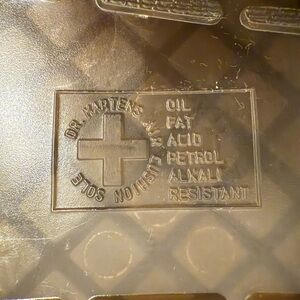 DR. MARTENS AIR CUSHION SOLE
OIL
FAT
ACID
PETROL
ALKALI
RESISTANT